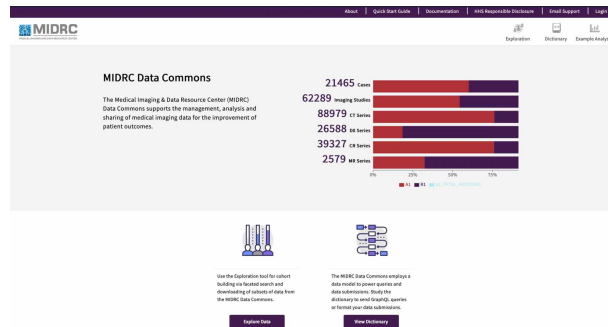 About
Quick Start Guide
Documentation
HHS Responsible Disclosure
Email Support
Login
MIDRC
Exploration
Dictionary
Example Analys
MIDRC Data Commons
The Medical Imaging & Data Resource Center (MIDRC)
Data Commons supports the management, analysis and
sharing of medical imaging data for the improvement of
patient outcomes.
21465 Cases
62289 Imaging Studies
88979 CT Series
26588 DX Series
39327 CR Series
2579 MR Series
0% 25% 50% 75%
A1 R1
Use the Exploration tool for cohort
building via faceted search and
downloading of subsets of data from
the MIDRC Data Commons.
Explore Data
The MIDRC Data Commons employs a
data model to power queries and
data submissions. Study the
dictionary to send GraphQL queries
or format your data submissions.
View Dictionary